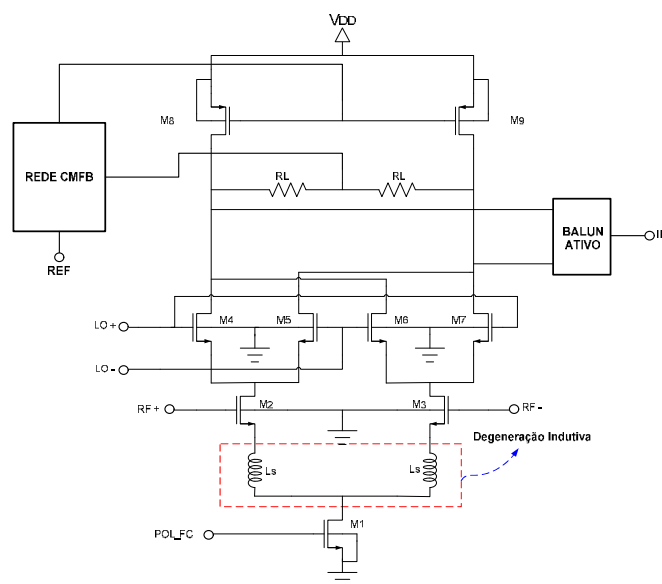 VDD
M8
M9
REDE CMFB
RL
RL
BALUN
ATIVO
REF
LO +
M4
M5
M6
M7
LO -
RF +
M2
M3
RF -
Degeneração Indutiva
Ls
Ls
M1
POL_FC